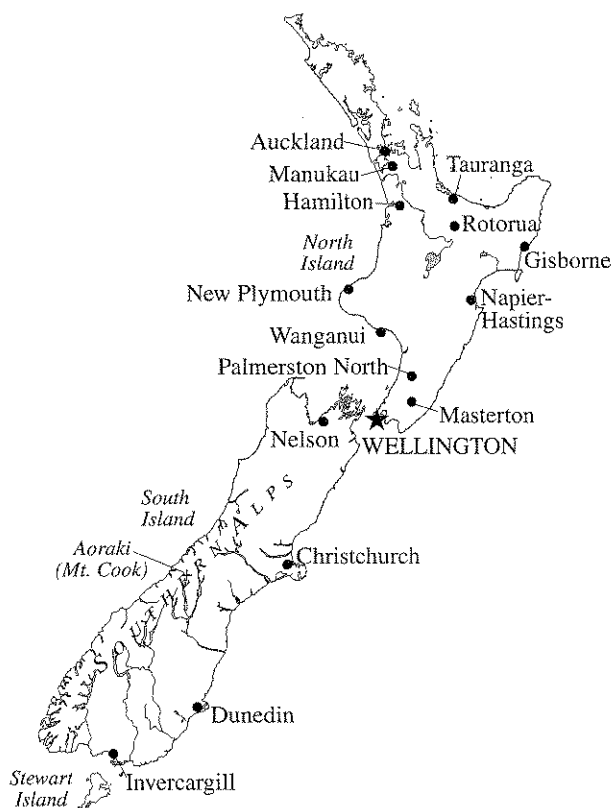 Auckland
Manukau
Tauranga
Hamilton
Rotorua
North
Island
Gisborne
New Plymouth
Napier-
Hastings
Wanganui
Palmerston North
Masterton
Nelson
WELLINGTON
South
Island
SOUTHERN ALPS
Aoraki
(Mt. Cook)
Christchurch
Dunedin
Stewart
Island
Invercargill